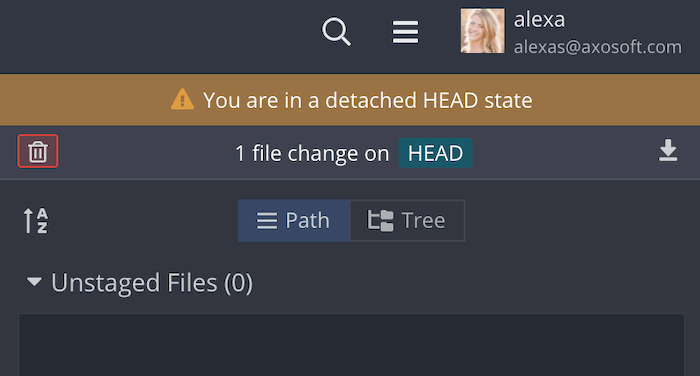 alexa
alexas@axosoft.com
You are in a detached HEAD state
1 file change on HEAD
A
Z
Path Tree
Unstaged Files (0)